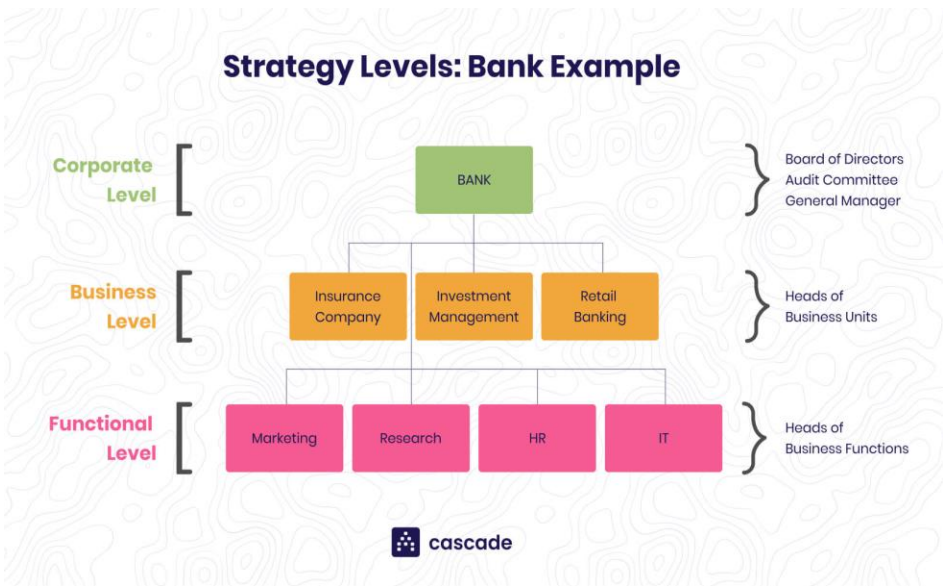 Strategy Levels: Bank Example
Corporate
Level
BANK
Board of Directors
Audit Committee
General Manager
Business
Level
Insurance
Company
Investment
Management
Retail
Banking
Heads of
Business Units
Functional
Level
Marketing
Research
HR
IT
Heads of
Business Functions
cascade